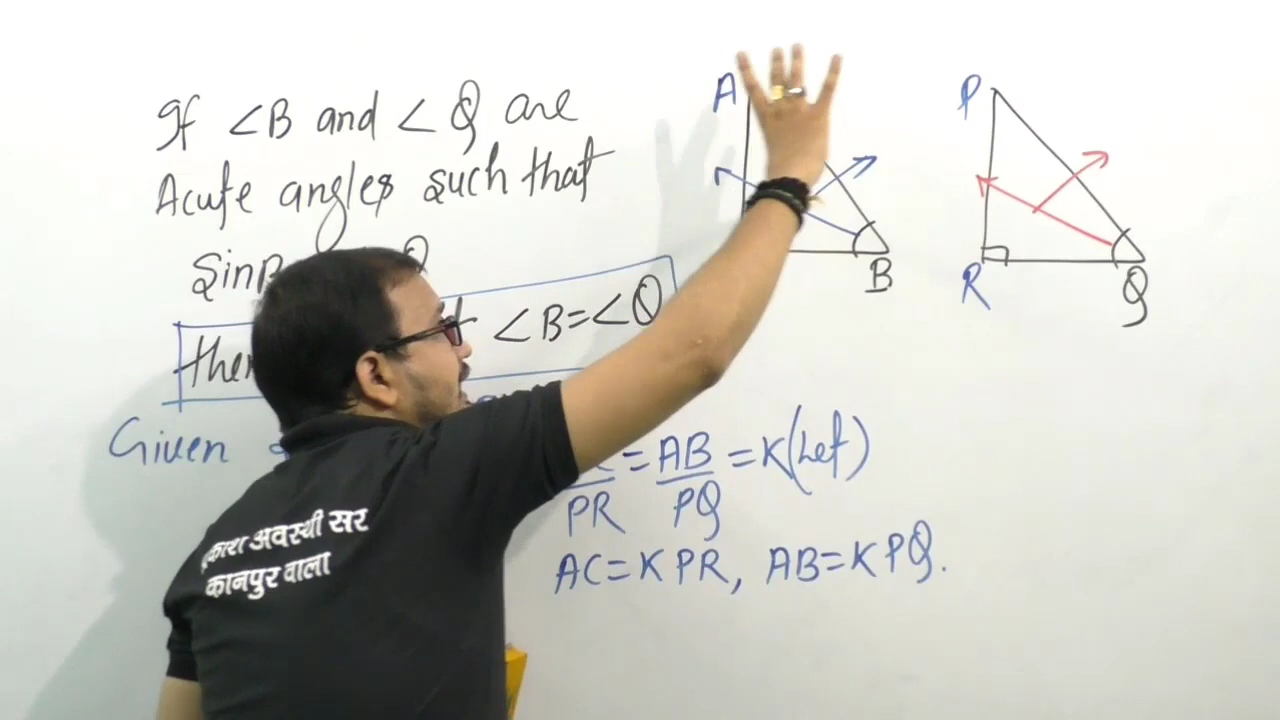 If ∠B and ∠Q are
Acute angles such that
SinB Q
then ∠B=∠Q
Given
PR = AB/PQ = K(Let)
AC=K PR, AB=K PQ.
A
B
P
R
Q
अवस्थी सर
कानपुर वाला